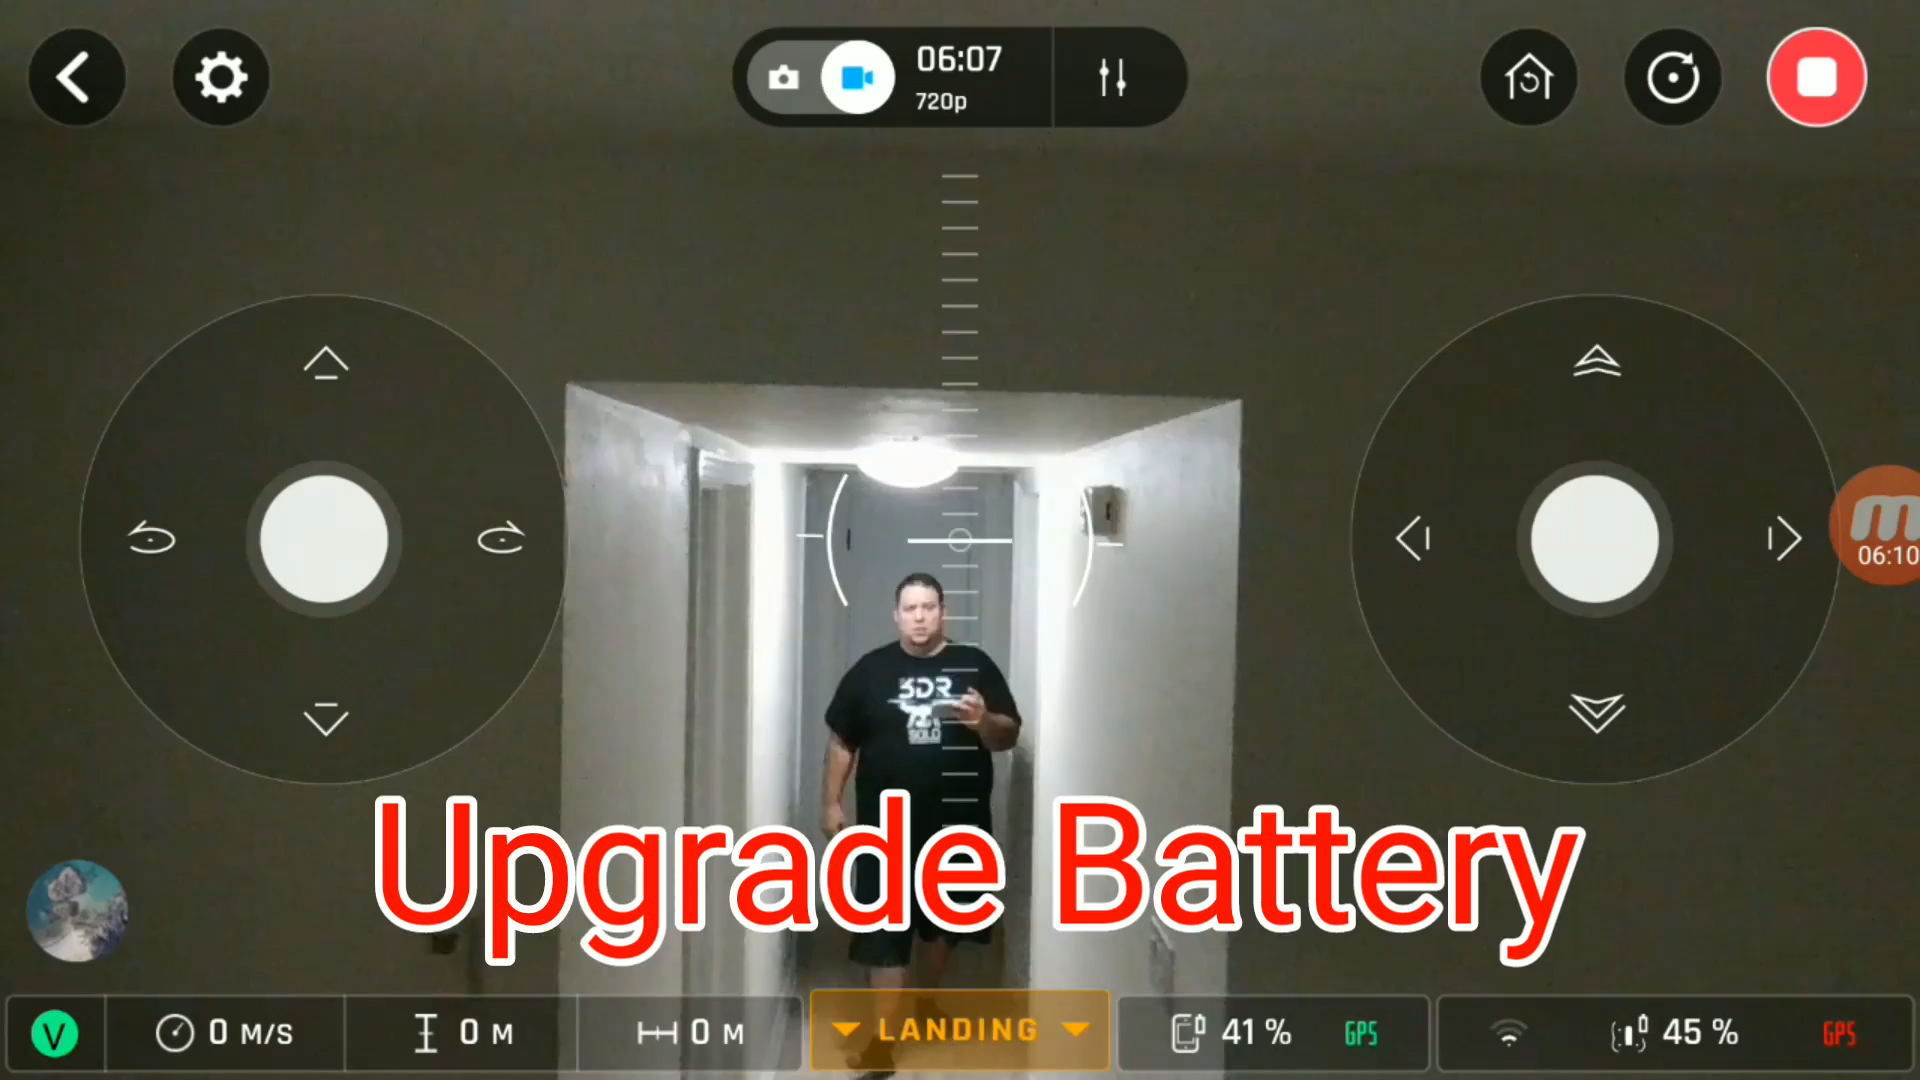 06:07
720p
06:10
3DR
SOLO
Upgrade Battery
V
0 M/S
0 M
0 M
LANDING
41 %
GPS
45 %
GPS